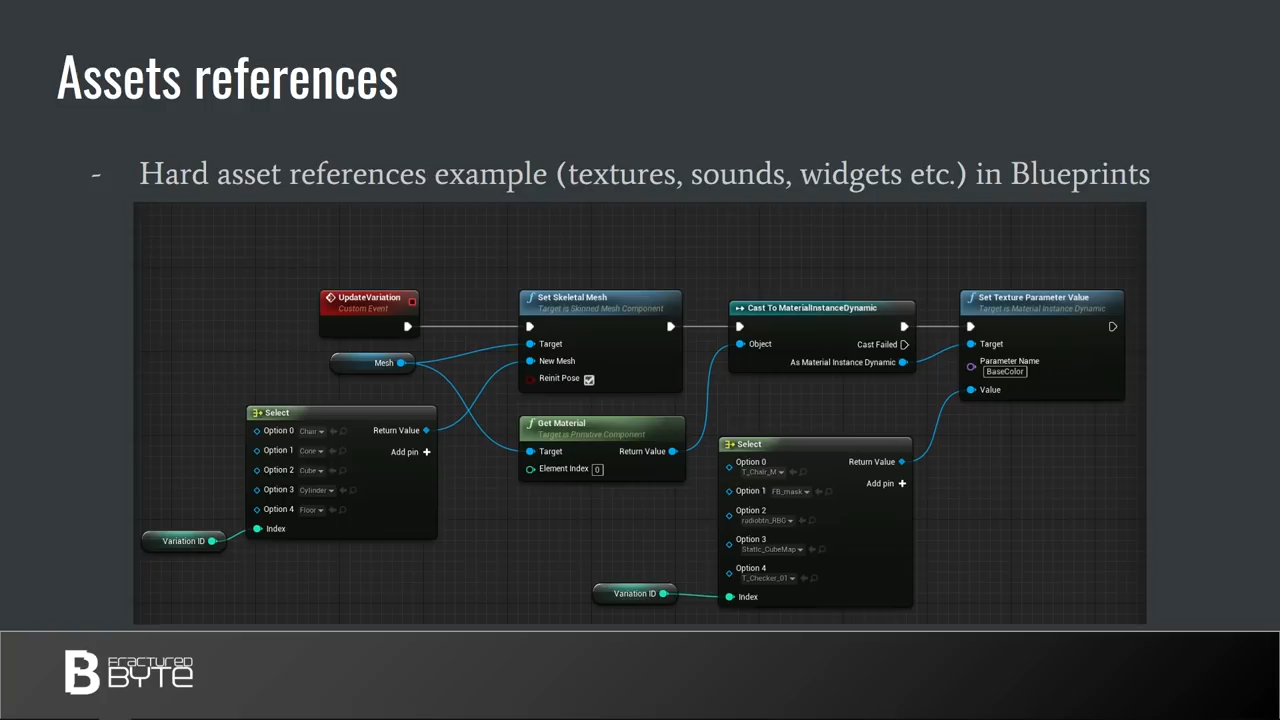 Assets references
- Hard asset references example (textures, sounds, widgets etc.) in Blueprints
UpdateVariation
Custom Event
Mesh
Set Skeletal Mesh
Target is Skinned Mesh Component
Target
New Mesh
Reinit Pose
Cast To MaterialInstanceDynamic
Object
Cast Failed
As Material Instance Dynamic
Set Texture Parameter Value
Target is Material Instance Dynamic
Target
Parameter Name
BaseColor
Value
Select
Option 0 Chair Return Value
Option 1 Cone Add pin
Option 2 Cube
Option 3 Cylinder
Option 4 Floor
Index
Variation ID
Get Material
Target is Primitive Component
Target Return Value
Element Index 0
Select
Option 0 Return Value
T_Chair_M
Add pin
Option 1 FB_mask
Option 2
rudiobtn_RBG
Option 3
Static_CubeMap
Option 4
T_Checker_01
Index
Variation ID
B Fractured
BYTE